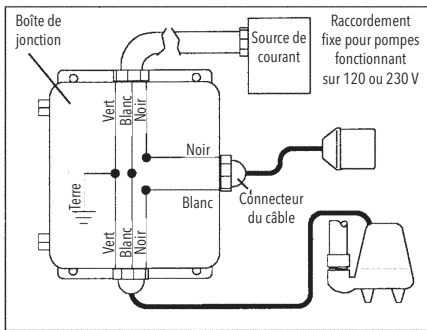 Boîte de
jonction
Source de
courant
Raccordement
fixe pour pompes
fonctionnant
sur 120 ou 230 V
Vert
Blanc
Noir
Noir
Blanc
Connecteur
du câble
Terre
Vert
Blanc
Noir